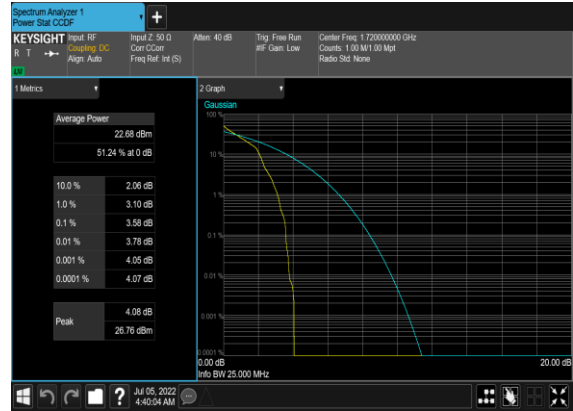 Spectrum Analyzer 1
Power Stat CCDF
KEYSIGHT
R T
LM
Input: RF
Coupling: DC
Align: Auto
Input Z: 50 Ω
Corr CCorr
Freq Ref: Int (S)
Atten: 40 dB
Trig: Free Run
#IF Gain: Low
Center Freq: 1.720000000 GHz
Counts: 1.00 M/1.00 Mpt
Radio Std: None
1 Metrics
Average Power
22.68 dBm
51.24 % at 0 dB
10.0 % 2.06 dB
1.0 % 3.10 dB
0.1 % 3.58 dB
0.01 % 3.78 dB
0.001 % 4.05 dB
0.0001 % 4.07 dB
Peak
4.08 dB
26.76 dBm
2 Graph
Gaussian
100 %
10 %
1 %
0.1 %
0.01 %
0.001 %
0.0001 %
0.00 dB
20.00 dB
Info BW 25.000 MHz
?
Jul 05, 2022
4:40:04 AM